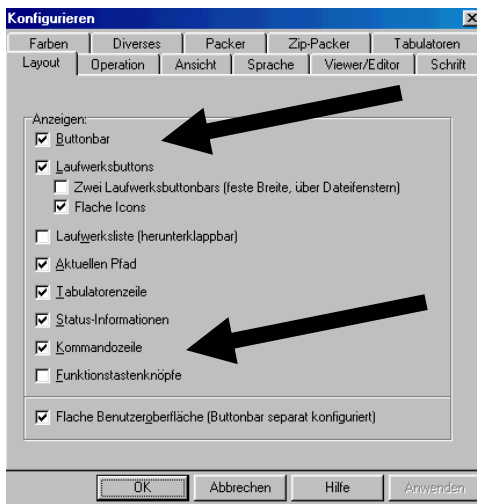 Konfigurieren
Farben Diverses Packer Zip-Packer Tabulatoren
Layout Operation Ansicht Sprache Viewer/Editor Schrift
Anzeigen:
Buttonbar
Laufwerksbuttons
Zwei Laufwerksbuttonbars (feste Breite, über Dateifenstern)
Flache Icons
Laufwerksliste (herunterklappbar)
Aktuellen Pfad
Tabulatorenzeile
Status-Informationen
Kommandozeile
Funktionstastenknöpfe
Flache Benutzeroberfläche (Buttonbar separat konfiguriert)
OK Abbrechen Hilfe Anwenden